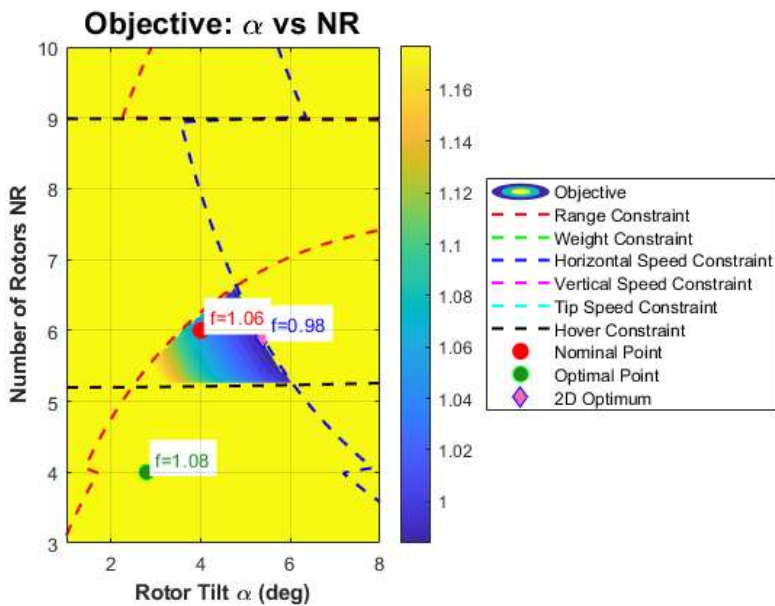 Objective: α vs NR
10
9
8
7
6
5
4
3
2
4
6
8
Number of Rotors NR
Rotor Tilt α (deg)
f=1.06
f=0.98
f=1.08
1.16
1.14
1.12
1.1
1.08
1.06
1.04
1.02
1
Objective
Range Constraint
Weight Constraint
Horizontal Speed Constraint
Vertical Speed Constraint
Tip Speed Constraint
Hover Constraint
Nominal Point
Optimal Point
2D Optimum